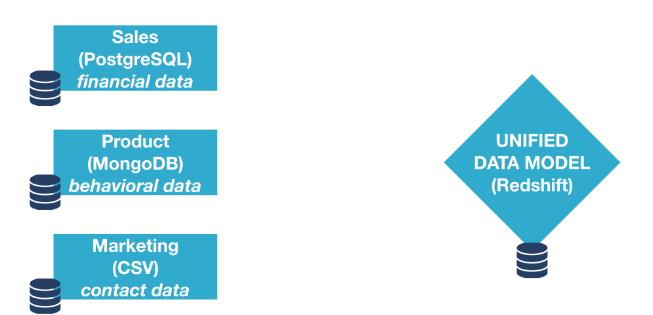 Sales
(PostgreSQL)
financial data
Product
(MongoDB)
behavioral data
Marketing
(CSV)
contact data
UNIFIED
DATA MODEL
(Redshift)